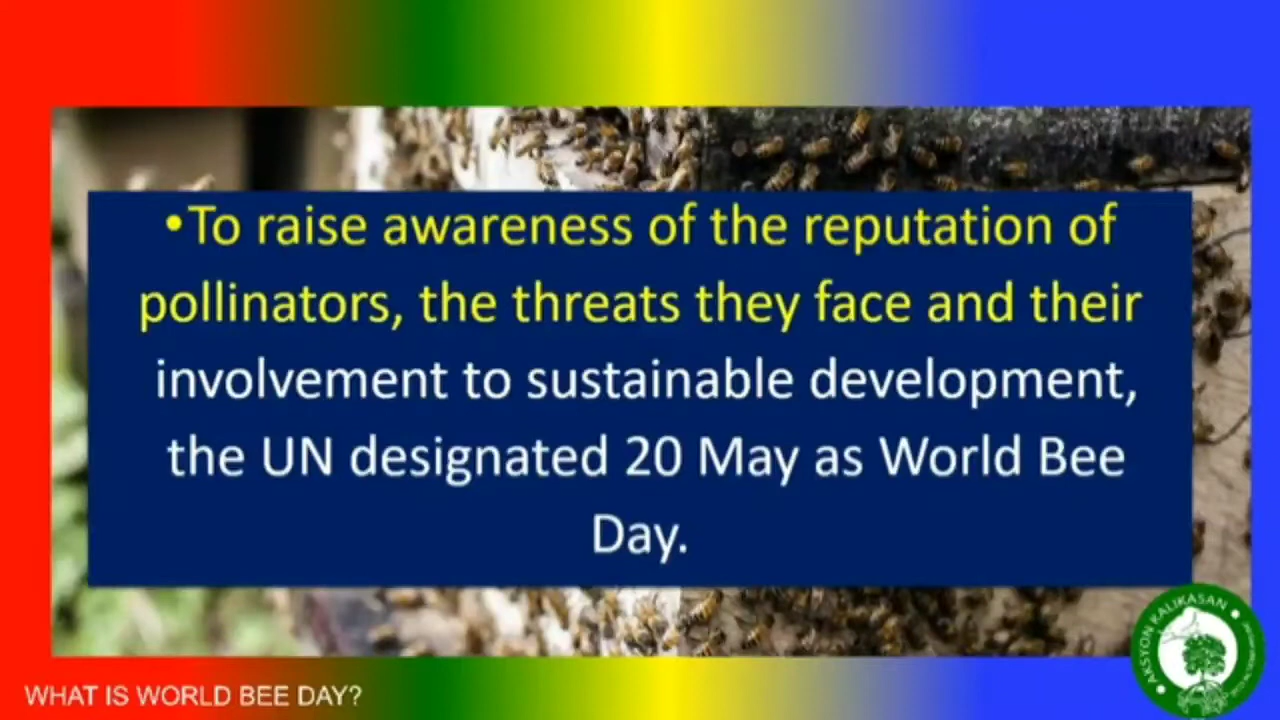 •To raise awareness of the reputation of
pollinators, the threats they face and their
involvement to sustainable development,
the UN designated 20 May as World Bee
Day.
WHAT IS WORLD BEE DAY?
AKSYON KALIKASAN